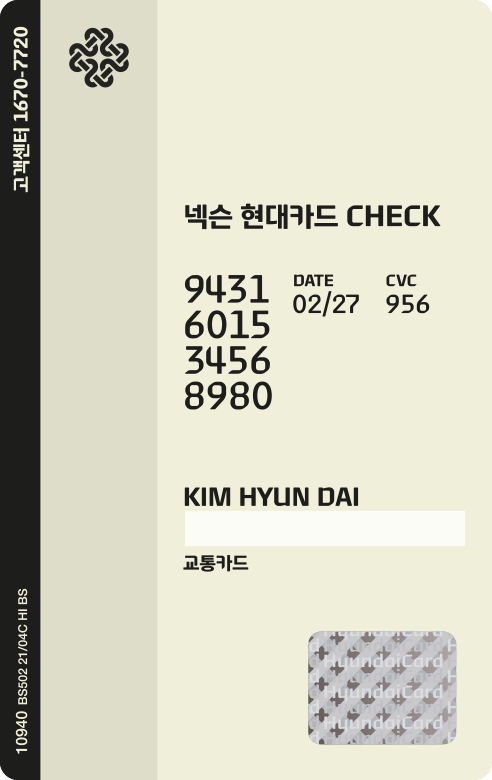 고객센터 1670-7720
넥슨 현대카드 CHECK
9431
6015
3456
8980
DATE
02/27
CVC
956
KIM HYUN DAI
교통카드
10940 BS502 21/04C HI BS
HyundaiCard
HyundaiCard
HyundaiCard
HyundaiCard